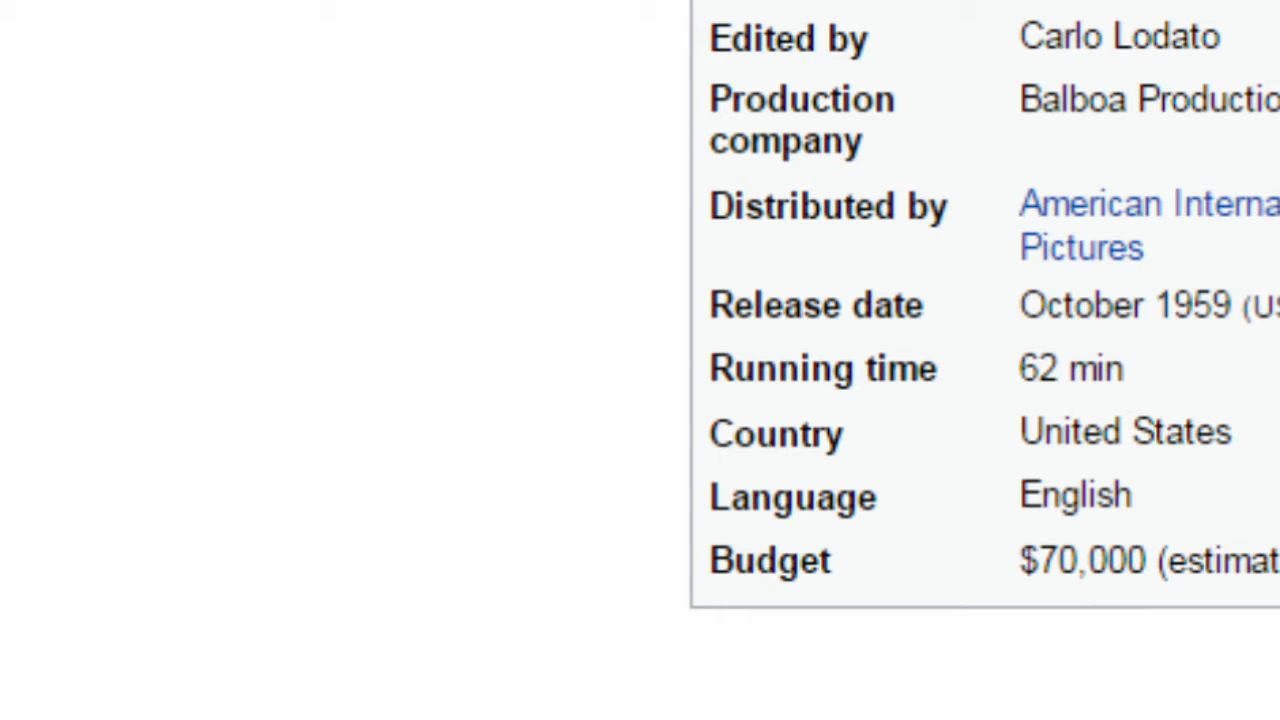 Edited by Carlo Lodato
Production company Balboa Productio
Distributed by American Interna
Pictures
Release date October 1959 (US
Running time 62 min
Country United States
Language English
Budget $70,000 (estimat